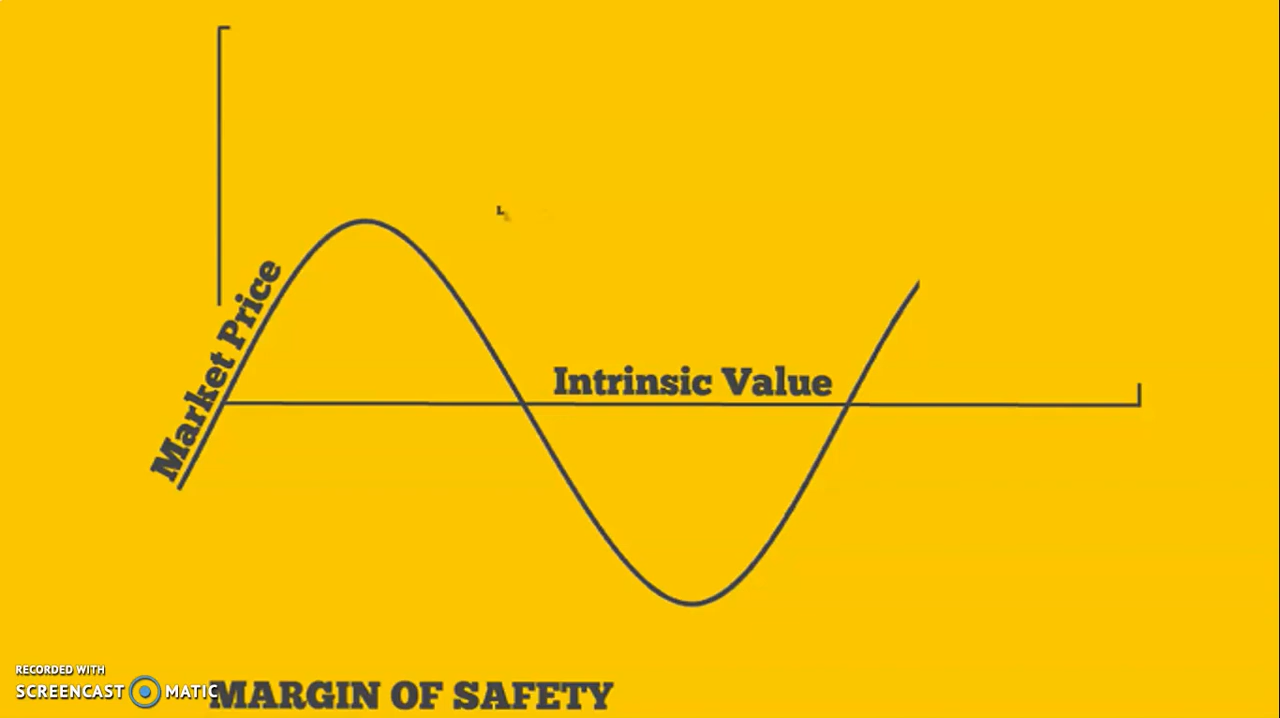 Market Price
Intrinsic Value
RECORDED WITH
SCREENCAST MATIC
MARGIN OF SAFETY